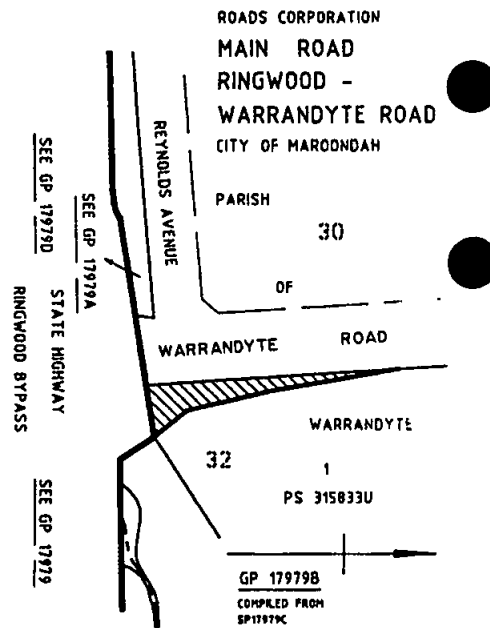 ROADS CORPORATION
MAIN ROAD
RINGWOOD -
WARRANDYTE ROAD
CITY OF MAROONDAH
PARISH
30
OF
REYNOLDS AVENUE
SEE GP 17979D
SEE GP 17979A
STATE HIGHWAY
RINGWOOD BYPASS
WARRANDYTE ROAD
WARRANDYTE
32
1
PS 315833U
SEE GP 17979
GP 17979B
COMPILED FROM
SP17979C